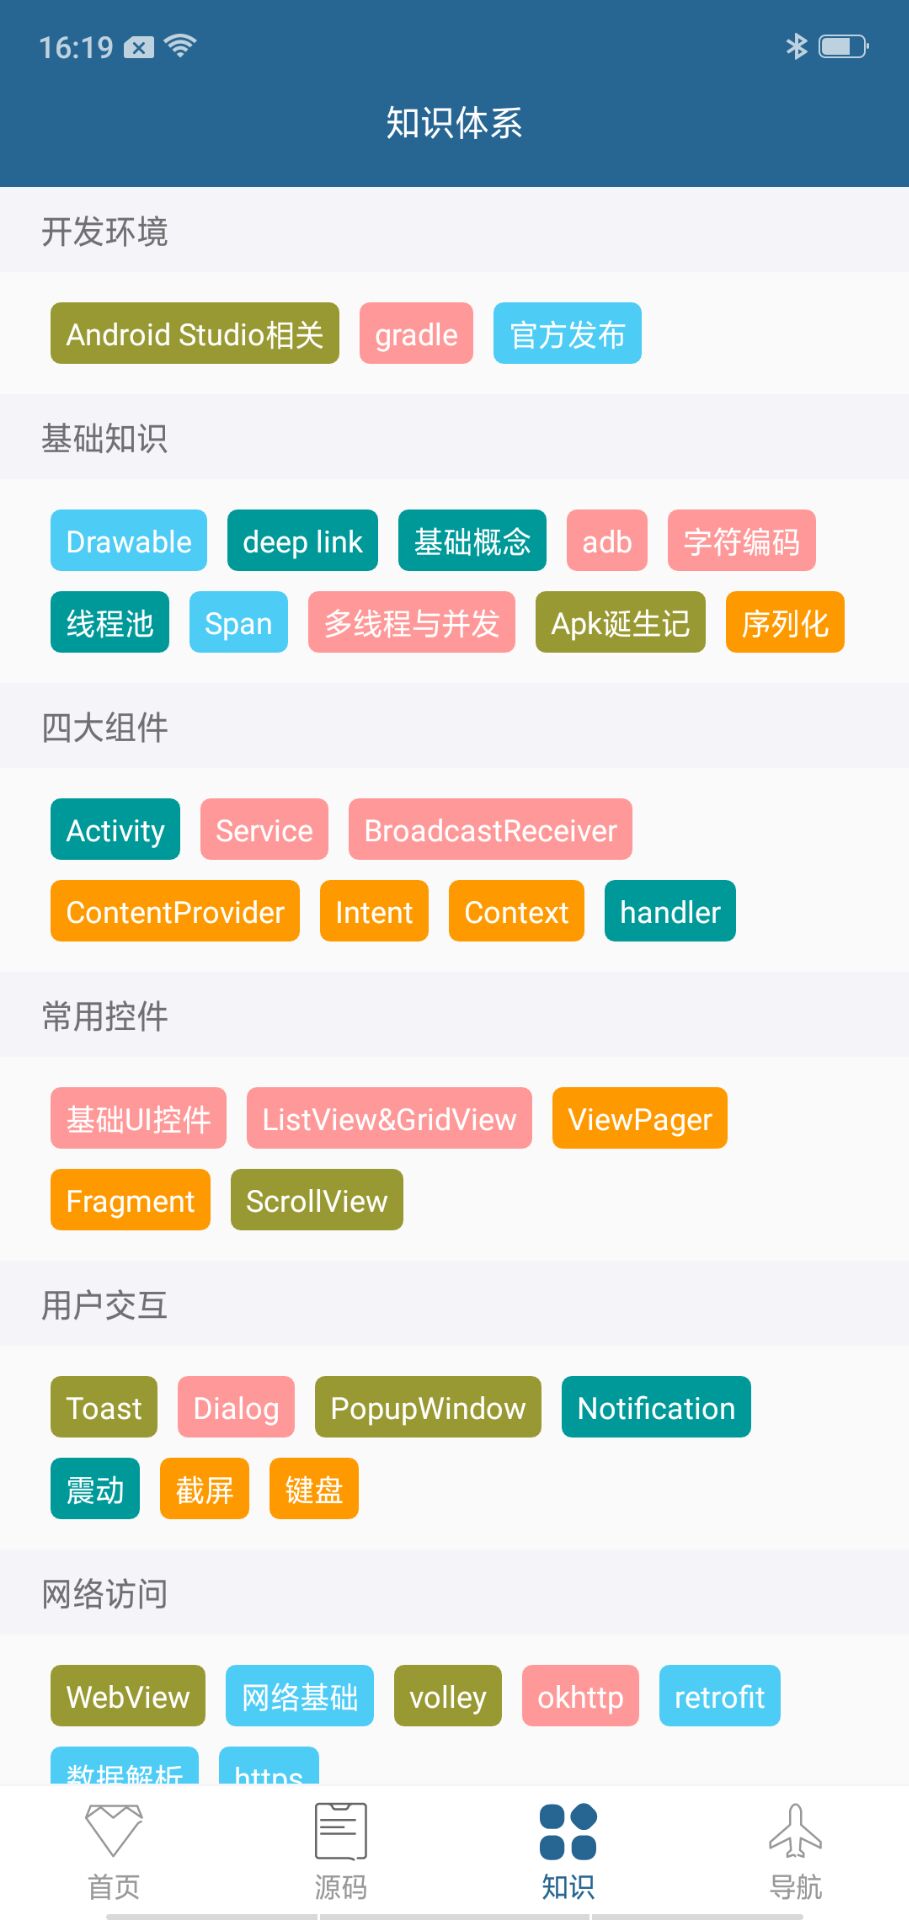 16:19
知识体系
开发环境
Android Studio相关 gradle 官方发布
基础知识
Drawable deep link 基础概念 adb 字符编码
线程池 Span 多线程与并发 Apk诞生记 序列化
四大组件
Activity Service BroadcastReceiver
ContentProvider Intent Context handler
常用控件
基础UI控件 ListView&GridView ViewPager
Fragment ScrollView
用户交互
Toast Dialog PopupWindow Notification
震动 截屏 键盘
网络访问
WebView 网络基础 volley okhttp retrofit
数据解析 https
首页 源码 知识 导航